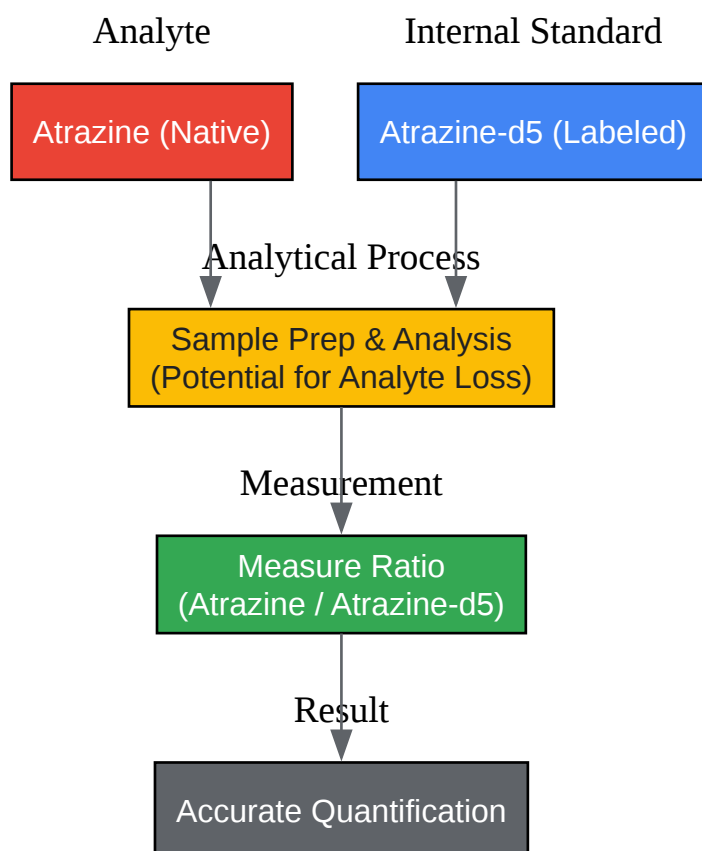 Analyte
Internal Standard
Atrazine (Native)
Atrazine-d5 (Labeled)
Analytical Process
Sample Prep & Analysis
(Potential for Analyte Loss)
Measurement
Measure Ratio
(Atrazine / Atrazine-d5)
Result
Accurate Quantification